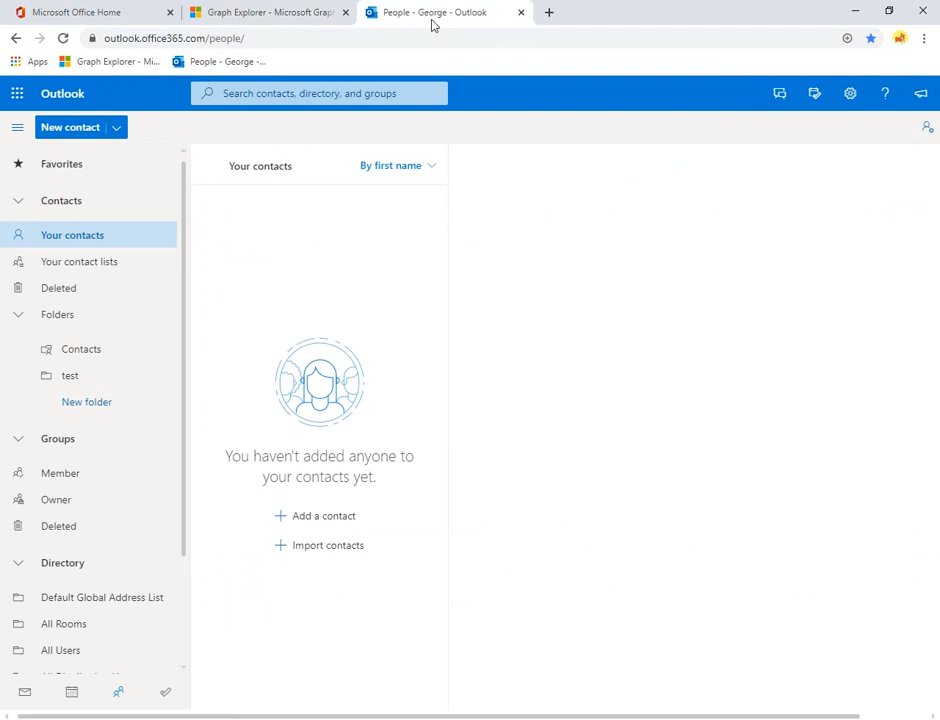 Microsoft Office Home
Graph Explorer - Microsoft Grap
People - George - Outlook
outlook.office365.com/people/
Apps
Graph Explorer - Mi...
People - George -...
Outlook
Search contacts, directory, and groups
New contact
Favorites
Your contacts
By first name
Contacts
Your contacts
Your contact lists
Deleted
Folders
Contacts
test
New folder
Groups
You haven't added anyone to
your contacts yet.
Member
Owner
Add a contact
Deleted
Import contacts
Directory
Default Global Address List
All Rooms
All Users